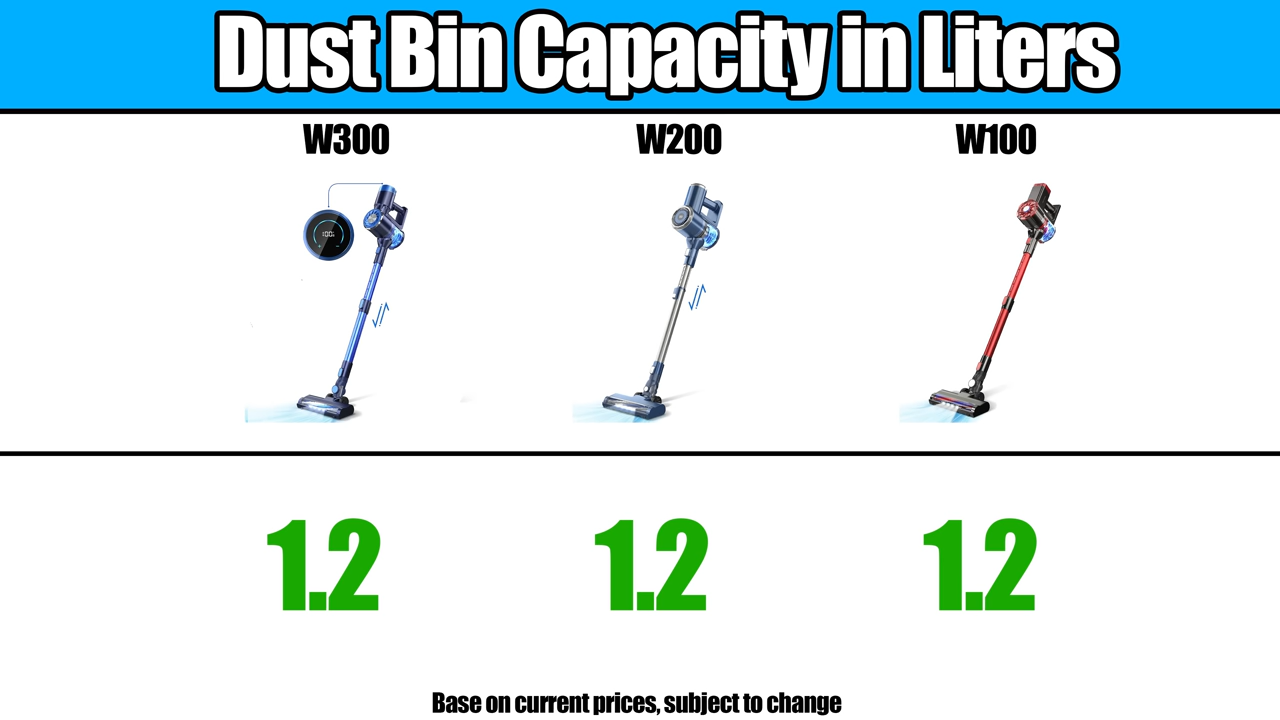 Dust Bin Capacity in Liters
W300 W200 W100
100%
1.2 1.2 1.2
Base on current prices, subject to change